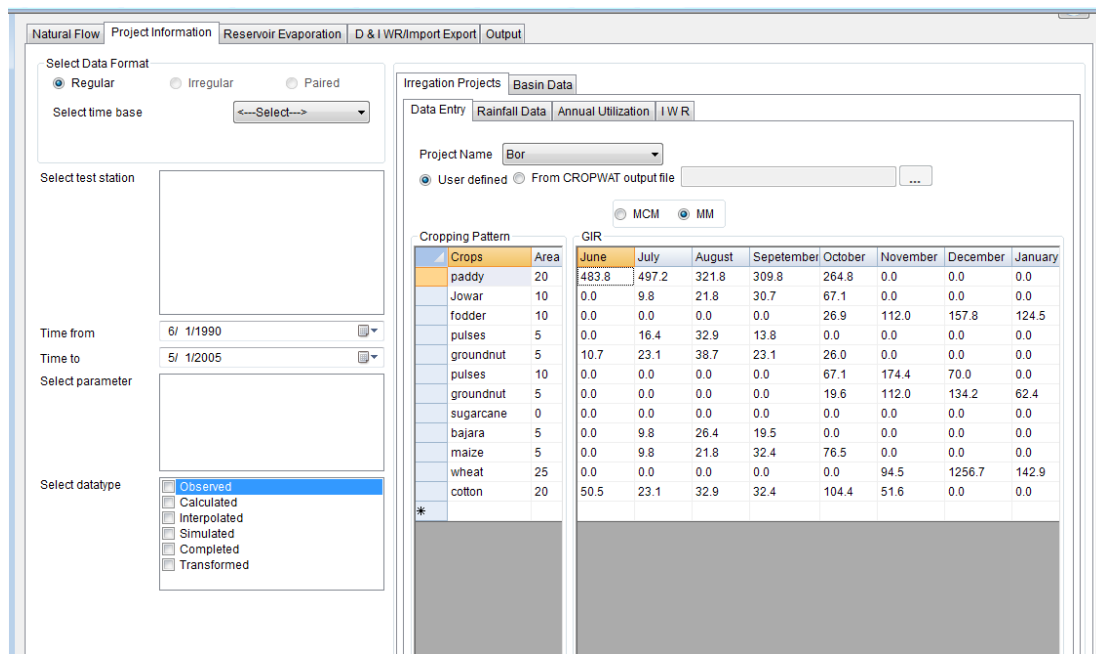 Natural Flow Project Information Reservoir Evaporation D & I WR/Import Export Output
Select Data Format
Regular Irregular Paired
Select time base <---Select--->
Select test station
Time from 6/ 1/1990
Time to 5/ 1/2005
Select parameter
Select datatype
Observed
Calculated
Interpolated
Simulated
Completed
Transformed
Irregation Projects Basin Data
Data Entry Rainfall Data Annual Utilization I W R
Project Name Bor
User defined From CROPWAT output file ...
MCM MM
Cropping Pattern GIR
Crops Area June July August Sepetember October November December January
paddy 20 483.8 497.2 321.8 309.8 264.8 0.0 0.0 0.0
Jowar 10 0.0 9.8 21.8 30.7 67.1 0.0 0.0 0.0
fodder 10 0.0 0.0 0.0 0.0 26.9 112.0 157.8 124.5
pulses 5 0.0 16.4 32.9 13.8 0.0 0.0 0.0 0.0
groundnut 5 10.7 23.1 38.7 23.1 26.0 0.0 0.0 0.0
pulses 10 0.0 0.0 0.0 0.0 67.1 174.4 70.0 0.0
groundnut 5 0.0 0.0 0.0 0.0 19.6 112.0 134.2 62.4
sugarcane 0 0.0 0.0 0.0 0.0 0.0 0.0 0.0 0.0
bajara 5 0.0 9.8 26.4 19.5 0.0 0.0 0.0 0.0
maize 5 0.0 9.8 21.8 32.4 76.5 0.0 0.0 0.0
wheat 25 0.0 0.0 0.0 0.0 0.0 94.5 1256.7 142.9
cotton 20 50.5 23.1 32.9 32.4 104.4 51.6 0.0 0.0
*